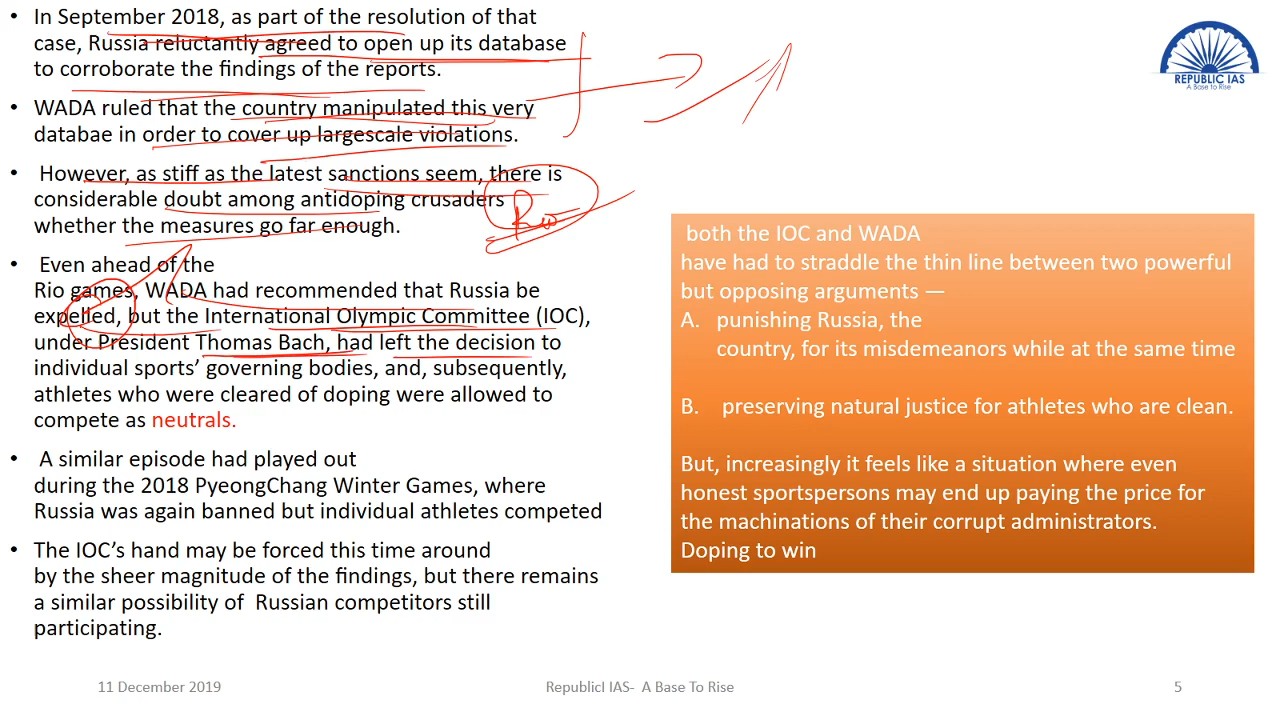 • In September 2018, as part of the resolution of that
case, Russia reluctantly agreed to open up its database
to corroborate the findings of the reports.
• WADA ruled that the country manipulated this very
databae in order to cover up largescale violations.
• However, as stiff as the latest sanctions seem, there is
considerable doubt among antidoping crusaders
whether the measures go far enough.
Rio
• Even ahead of the
Rio games, WADA had recommended that Russia be
expelled, but the International Olympic Committee (IOC),
under President Thomas Bach, had left the decision to
individual sports’ governing bodies, and, subsequently,
athletes who were cleared of doping were allowed to
compete as neutrals.
• A similar episode had played out
during the 2018 PyeongChang Winter Games, where
Russia was again banned but individual athletes competed
• The IOC’s hand may be forced this time around
by the sheer magnitude of the findings, but there remains
a similar possibility of Russian competitors still
participating.
REPUBLIC IAS
A Base to Rise
both the IOC and WADA
have had to straddle the thin line between two powerful
but opposing arguments —
A. punishing Russia, the
country, for its misdemeanors while at the same time
B. preserving natural justice for athletes who are clean.
But, increasingly it feels like a situation where even
honest sportspersons may end up paying the price for
the machinations of their corrupt administrators.
Doping to win
11 December 2019
RepublicI IAS- A Base To Rise
5